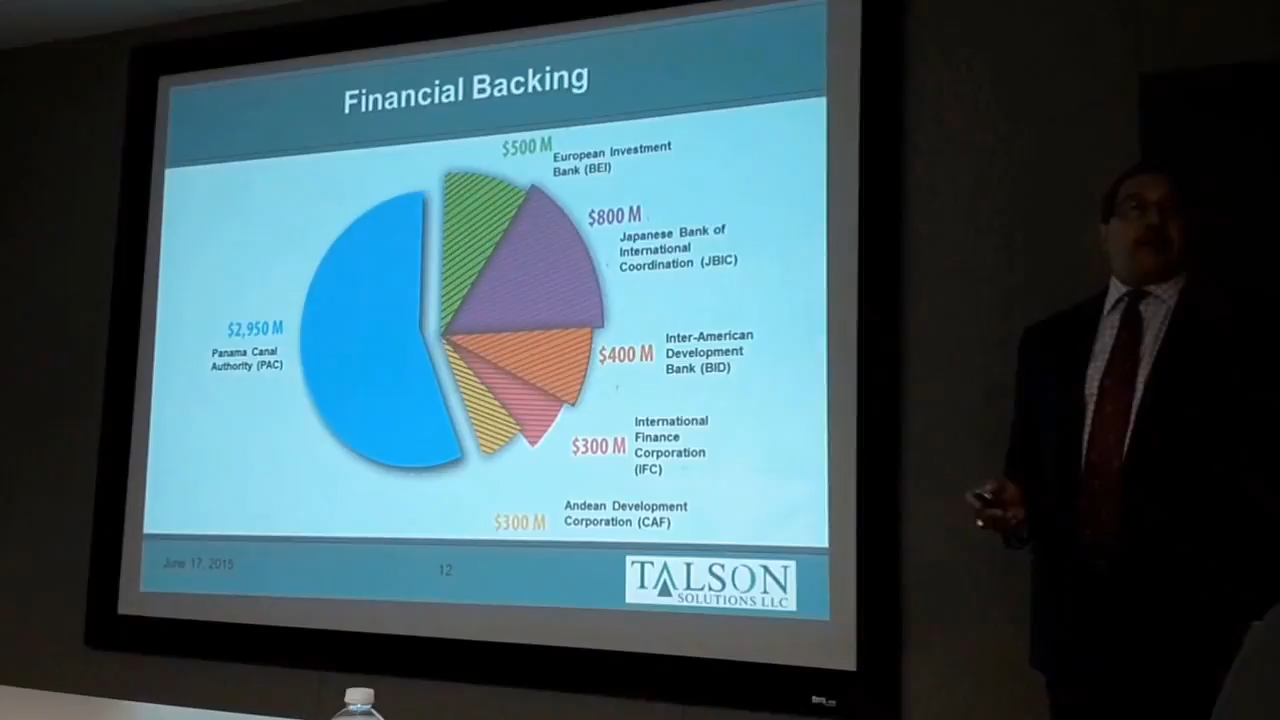 Financial Backing
$500 M
European Investment
Bank (BEI)
$800 M
Japanese Bank of
International
Coordination (JBIC)
$2,950 M
Panama Canal
Authority (PAC)
$400 M
Inter-American
Development
Bank (BID)
$300 M
International
Finance
Corporation
(IFC)
$300 M
Andean Development
Corporation (CAF)
June 17, 2015
12
TALSON
SOLUTIONS LLC